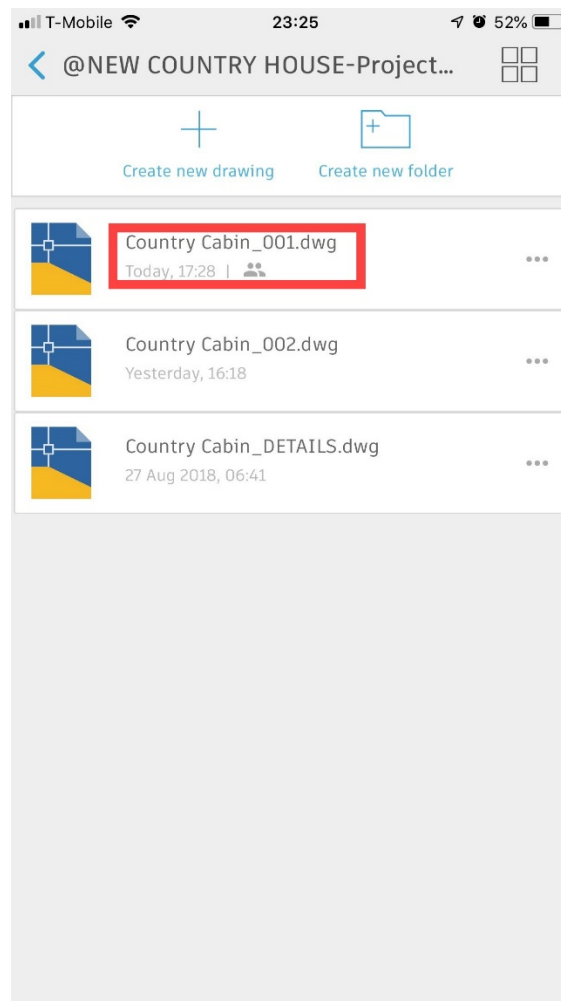 T-Mobile 23:25 52%
@NEW COUNTRY HOUSE-Project...
Create new drawing Create new folder
Country Cabin_001.dwg
Today, 17:28 |
Country Cabin_002.dwg
Yesterday, 16:18
Country Cabin_DETAILS.dwg
27 Aug 2018, 06:41